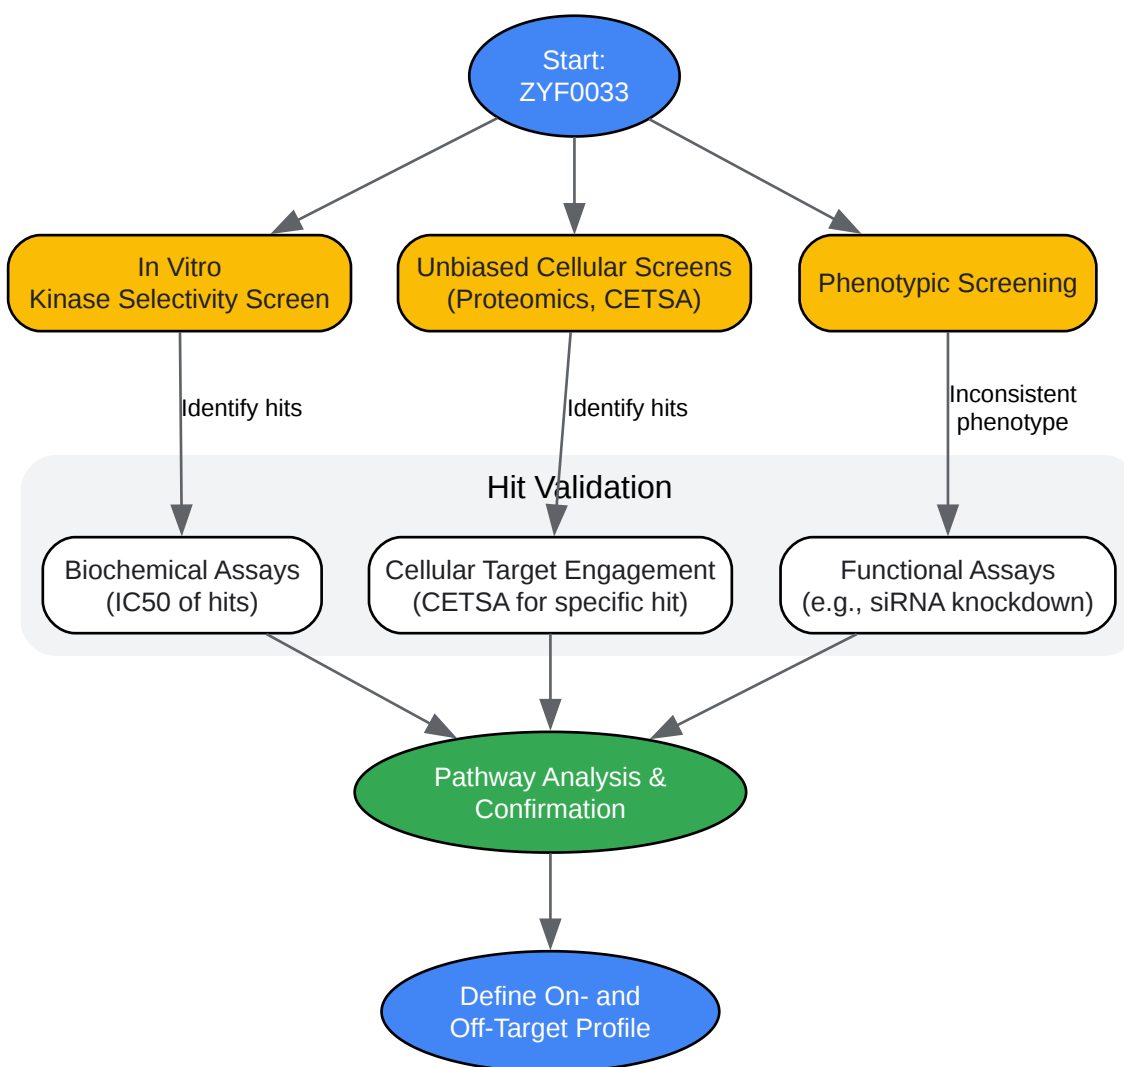 Start:
ZYF0033
In Vitro
Kinase Selectivity Screen
Unbiased Cellular Screens
(Proteomics, CETSA)
Phenotypic Screening
Identify hits
Identify hits
Inconsistent
phenotype
Hit Validation
Biochemical Assays
(IC50 of hits)
Cellular Target Engagement
(CETSA for specific hit)
Functional Assays
(e.g., siRNA knockdown)
Pathway Analysis &
Confirmation
Define On- and
Off-Target Profile